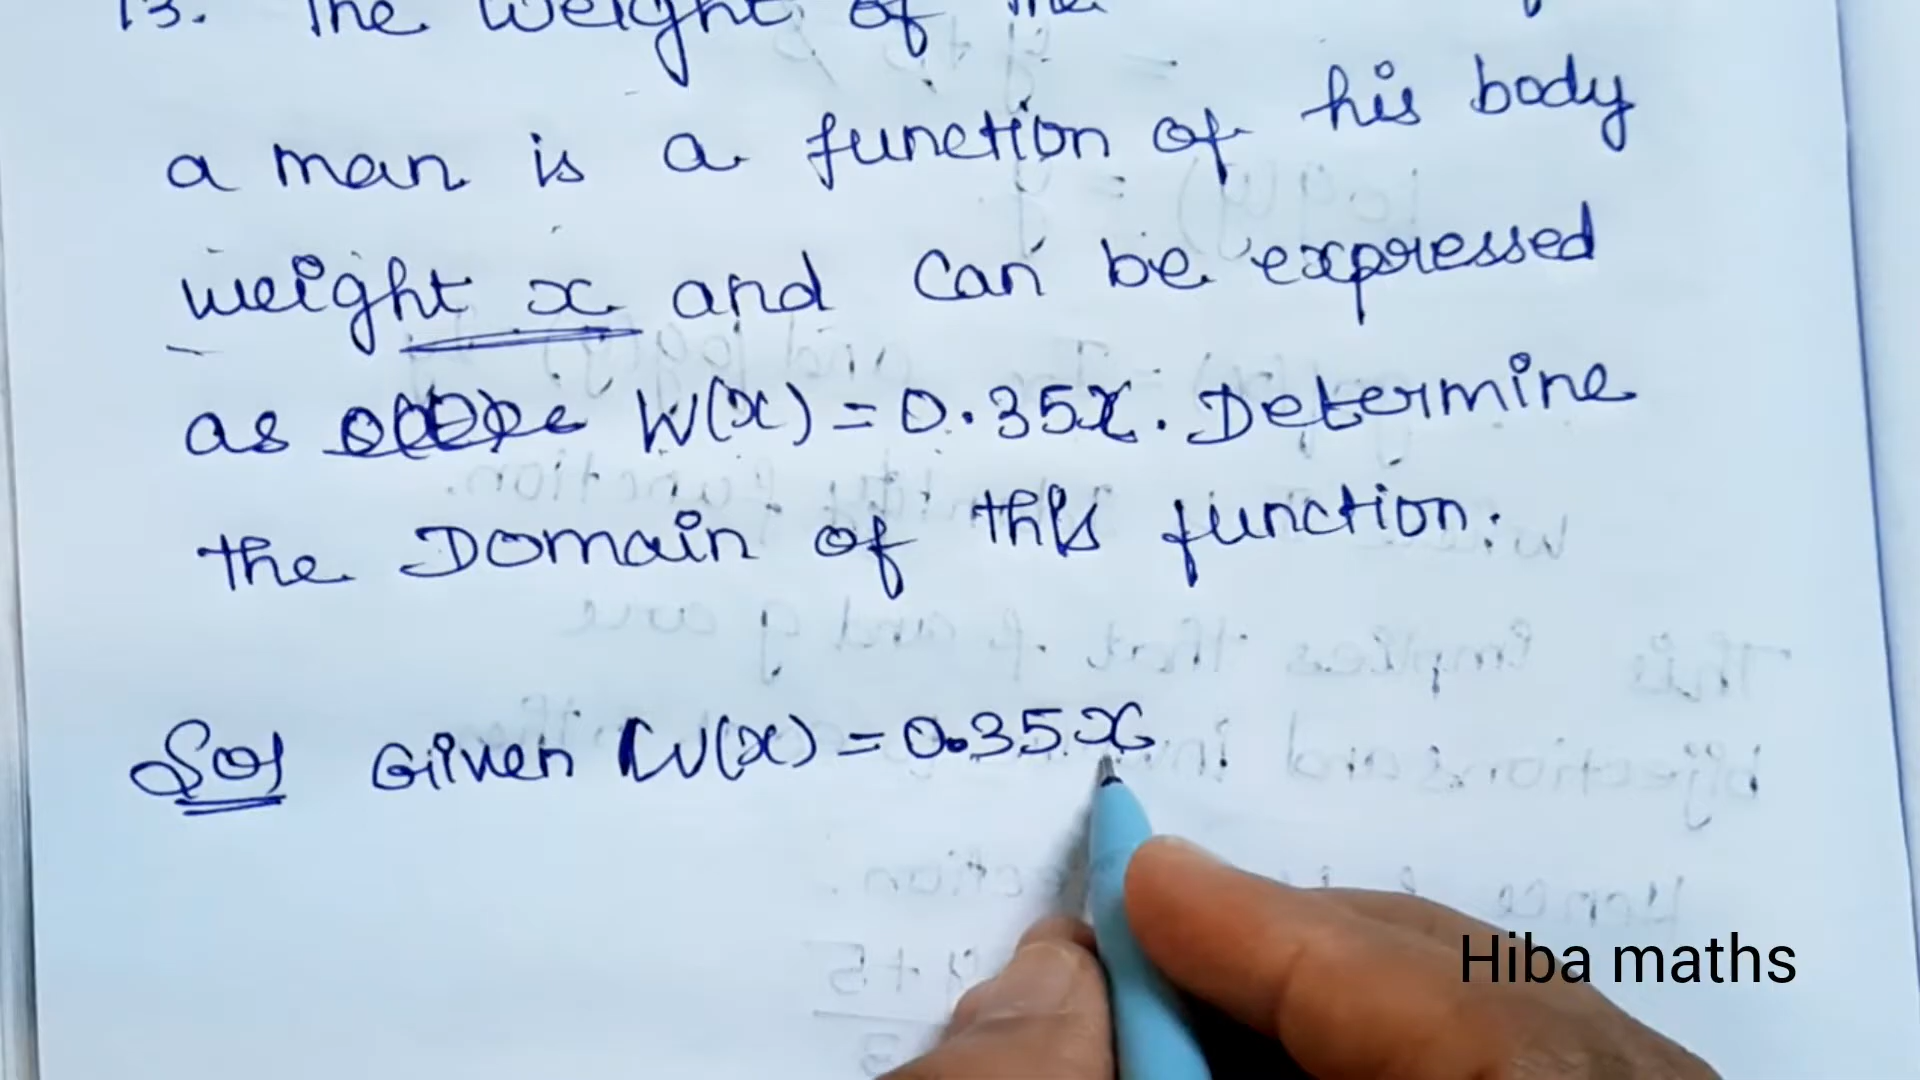 13. The weight of the
a man is a function of his body
weight x and can be expressed
as W(x) = 0.35x. Determine
the Domain of this function.
Sol Given W(x) = 0.35x
Hiba maths